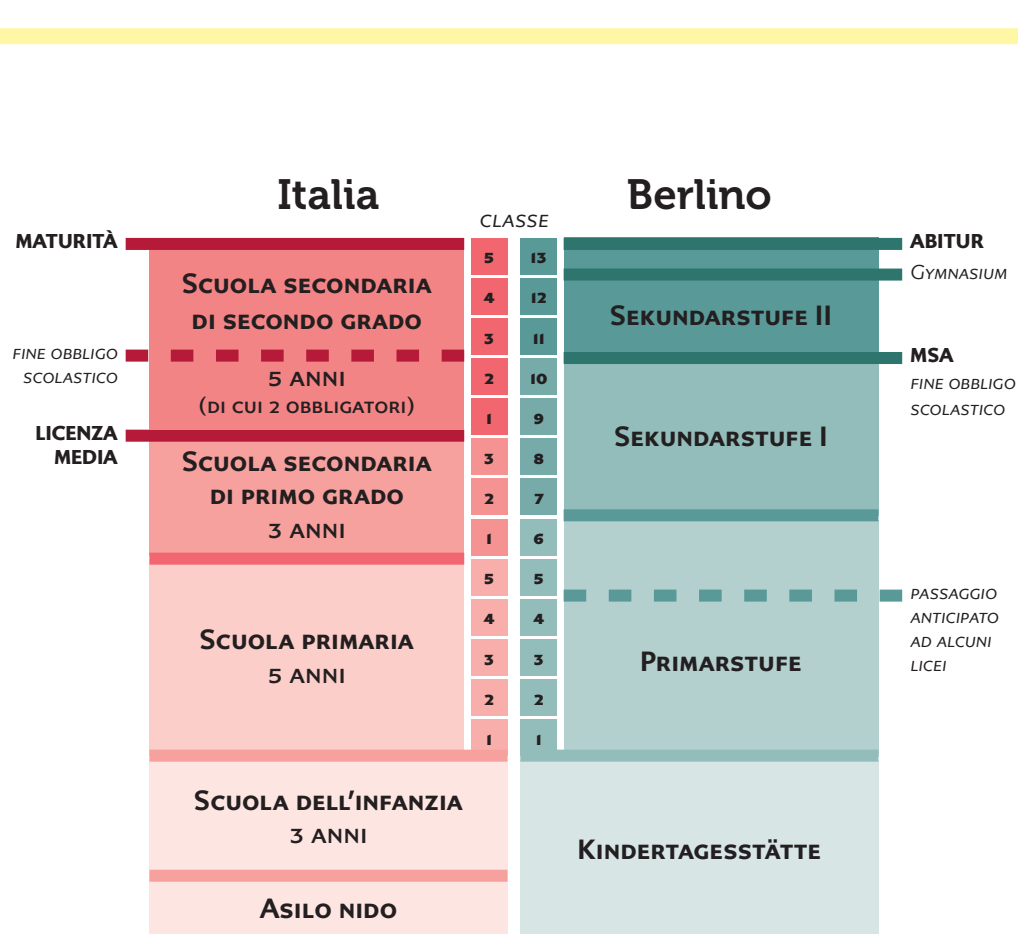 Italia
Berlino
CLASSE
MATURITÀ
SCUOLA SECONDARIA
DI SECONDO GRADO
FINE OBBLIGO
SCOLASTICO
5 ANNI
(DI CUI 2 OBBLIGATORI)
LICENZA
MEDIA
SCUOLA SECONDARIA
DI PRIMO GRADO
3 ANNI
SCUOLA PRIMARIA
5 ANNI
SCUOLA DELL'INFANZIA
3 ANNI
ASILO NIDO
5
4
3
2
1
3
2
1
5
4
3
2
1
13
12
11
10
9
8
7
6
5
4
3
2
1
ABITUR
GYMNASIUM
SEKUNDARSTUFE II
MSA
FINE OBBLIGO
SCOLASTICO
SEKUNDARSTUFE I
PASSAGGIO
ANTICIPATO
AD ALCUNI
LICEI
PRIMARSTUFE
KINDERTAGESSTÄTTE